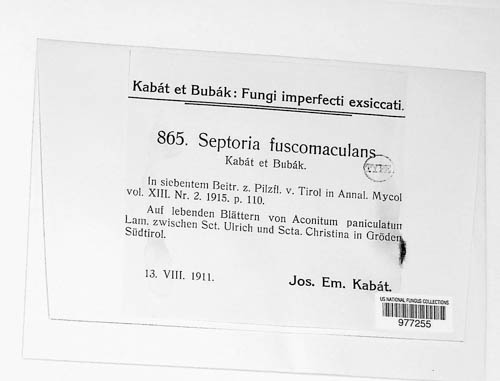 Kabát et Bubák: Fungi imperfecti exsiccati.
865. Septoria fuscomaculans
Kabát et Bubák.
TYPE
In siebentem Beitr. z. Pilzfl. v. Tirol in Annal. Mycol
vol. XIII. Nr. 2. 1915. p. 110.
Auf lebenden Blättern von Aconitum paniculatum
Lam. zwischen Sct. Ulrich und Scta. Christina in Gröden
Südtirol.
13. VIII. 1911.
Jos. Em. Kabát.
US NATIONAL FUNGUS COLLECTIONS
977255